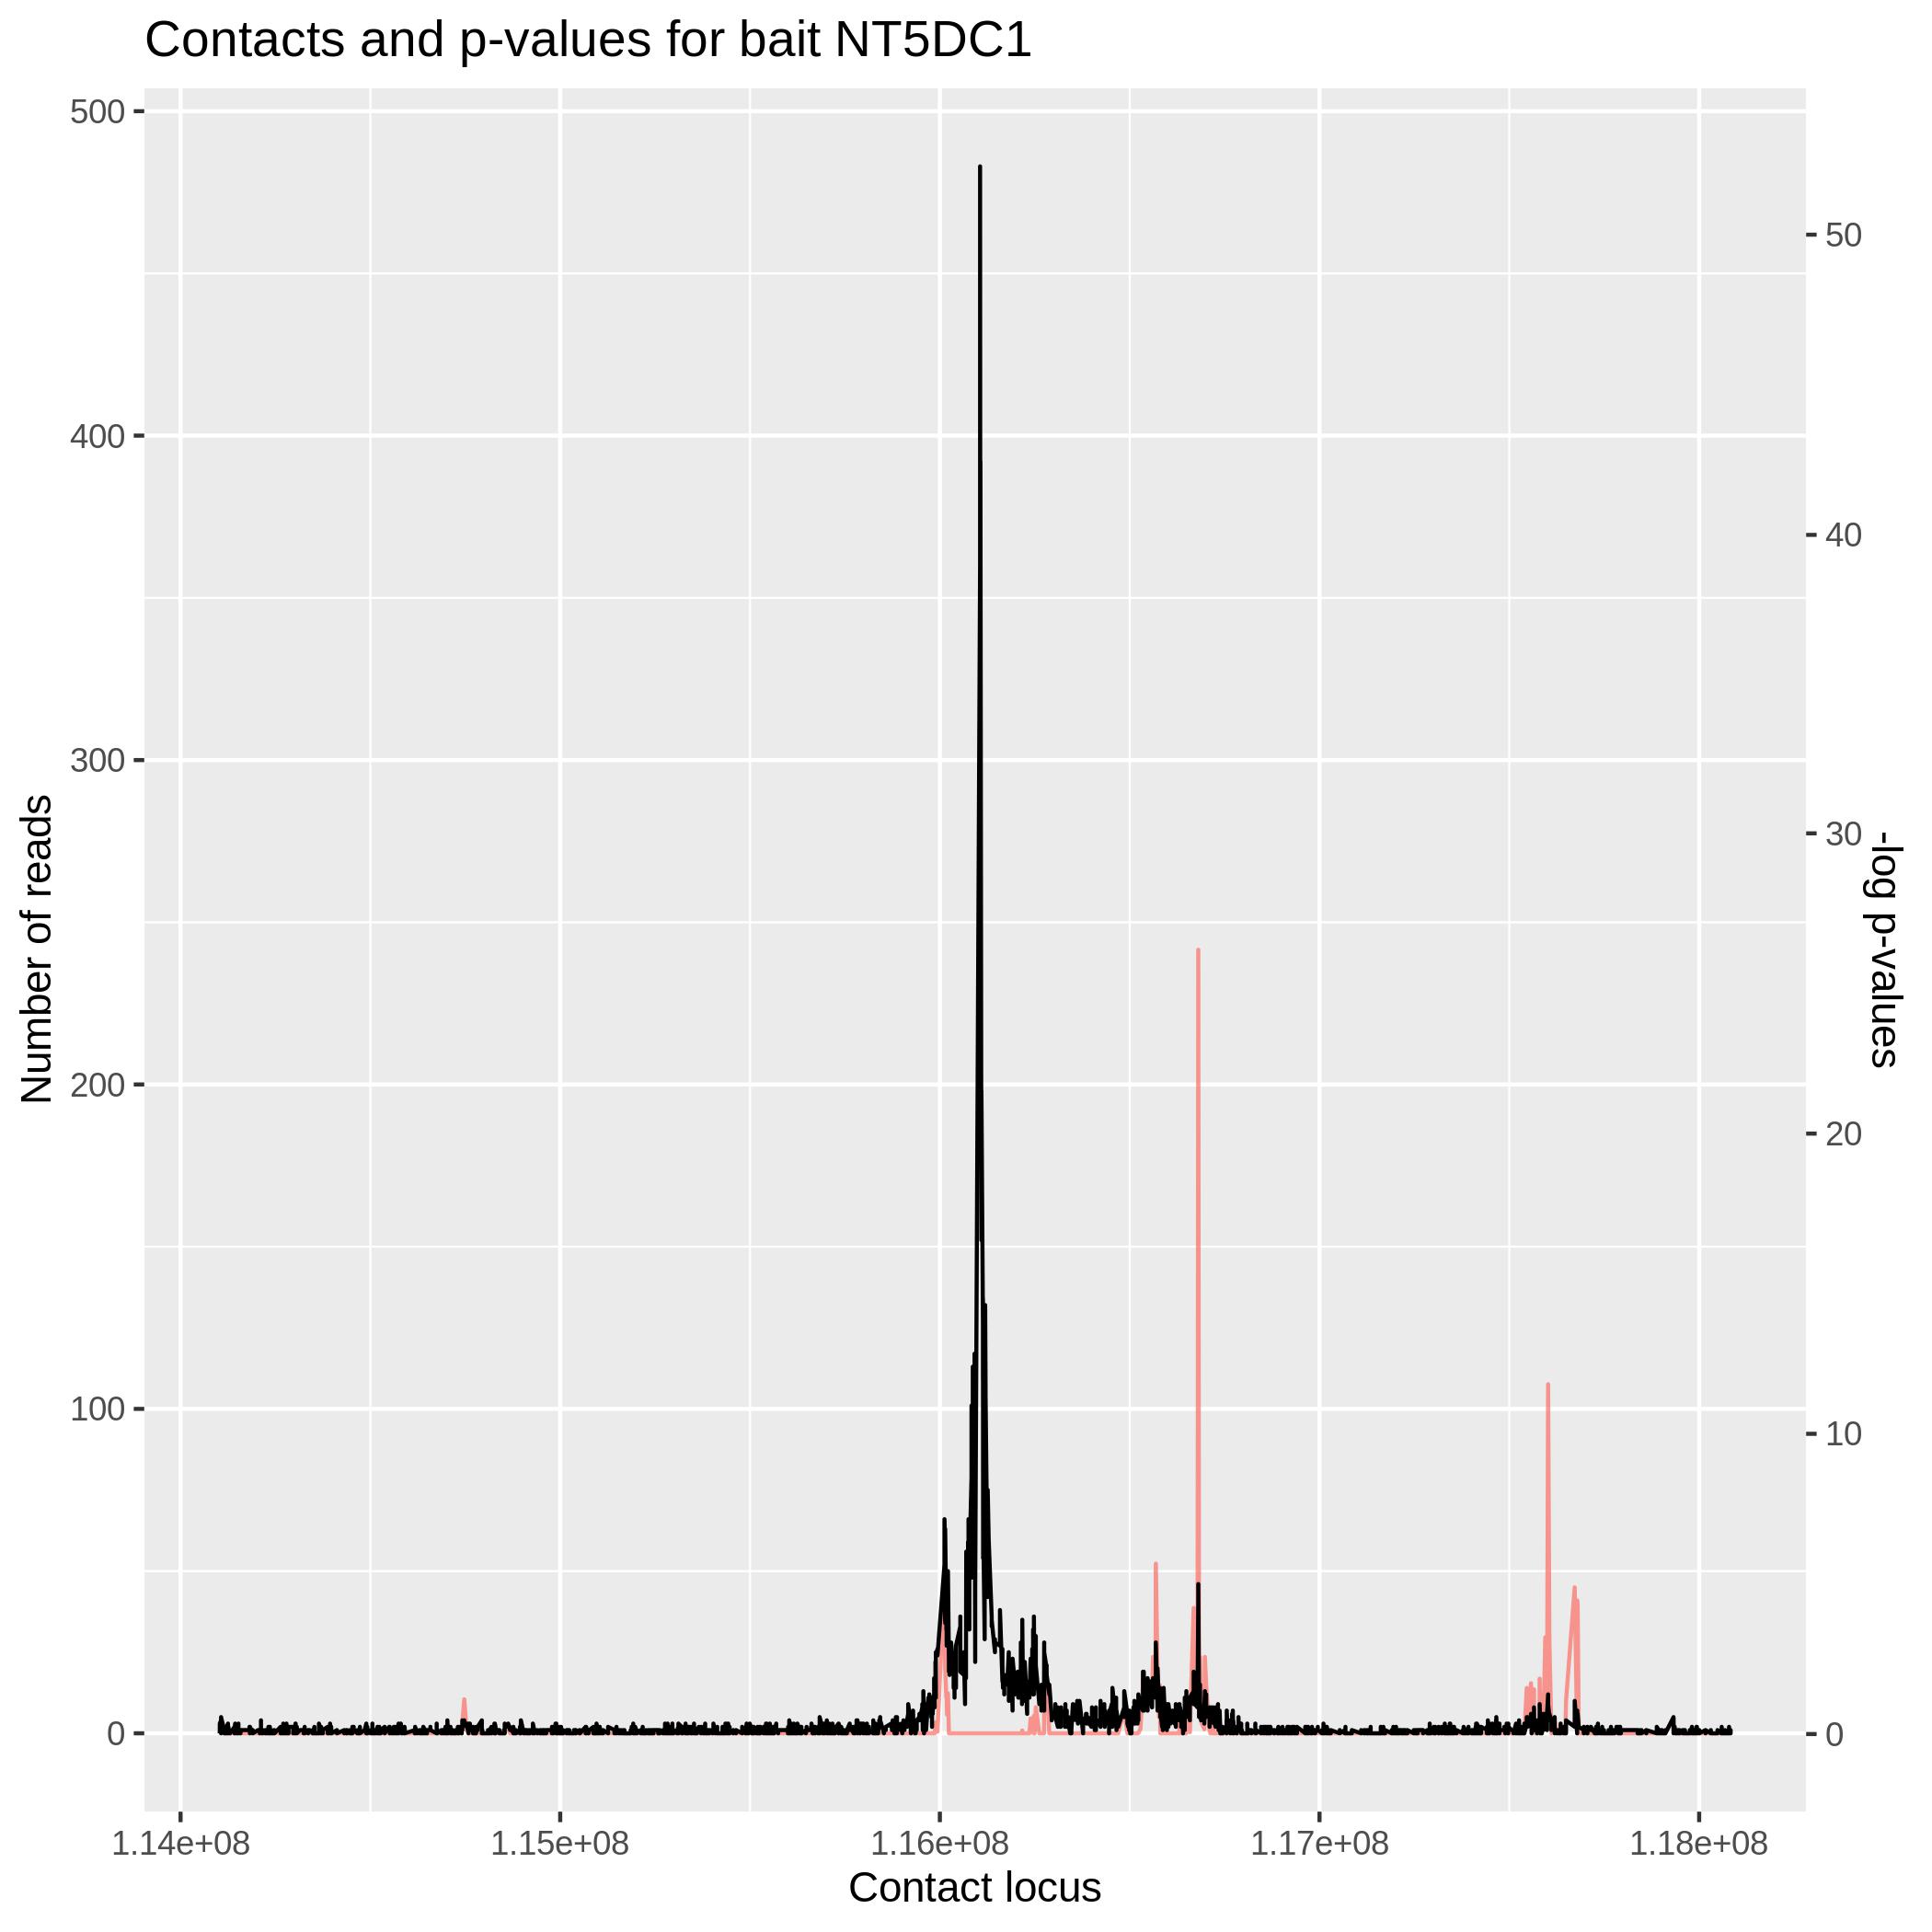 Contacts and p-values for bait NT5DC1
500
400
300
200
100
0
Number of reads
50
40
30
20
10
0
-log p-values
1.14e+08
1.15e+08
1.16e+08
1.17e+08
1.18e+08
Contact locus